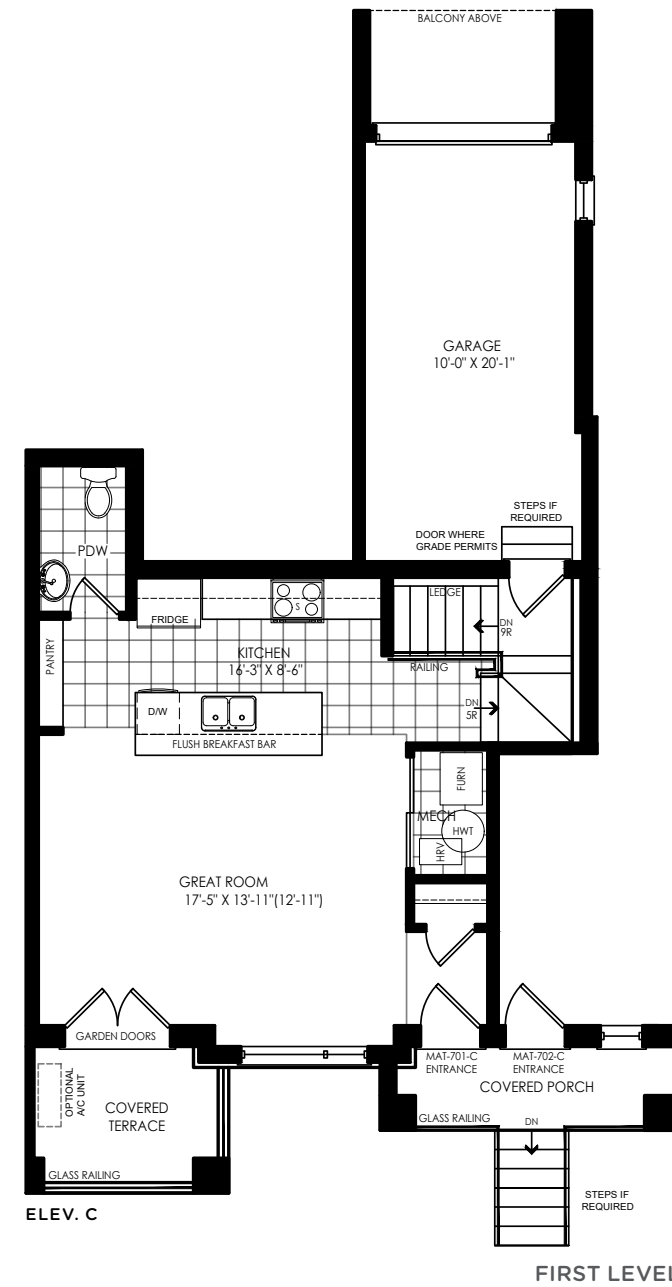 BALCONY ABOVE
GARAGE
10'-0" X 20'-1"
STEPS IF
REQUIRED
DOOR WHERE
GRADE PERMITS
PDW
FRIDGE
S
LEDGE
DN
9R
PANTRY
KITCHEN
16'-3" X 8'-6"
RAILING
D/W
DN
5R
FLUSH BREAKFAST BAR
FURN
MECH
HWT
HRV
GREAT ROOM
17'-5" X 13'-11"(12'-11")
GARDEN DOORS
MAT-701-C
ENTRANCE
MAT-702-C
ENTRANCE
OPTIONAL
A/C UNIT
COVERED
TERRACE
COVERED PORCH
GLASS RAILING
DN
GLASS RAILING
STEPS IF
REQUIRED
ELEV. C
FIRST LEVEL